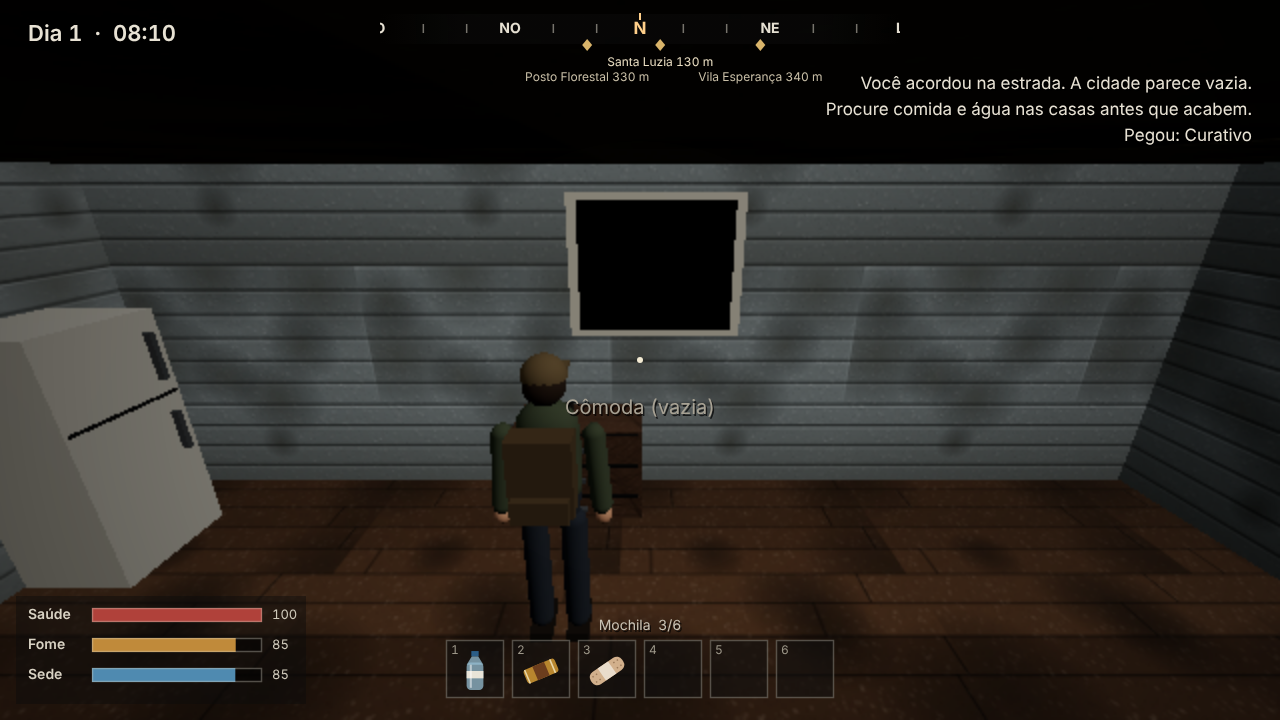 Dia 1 · 08:10
NO
N
NE
Santa Luzia 130 m
Posto Florestal 330 m
Vila Esperança 340 m
Você acordou na estrada. A cidade parece vazia.
Procure comida e água nas casas antes que acabem.
Pegou: Curativo
Cômoda (vazia)
Saúde 100
Fome 85
Sede 85
Mochila 3/6
1 2 3 4 5 6